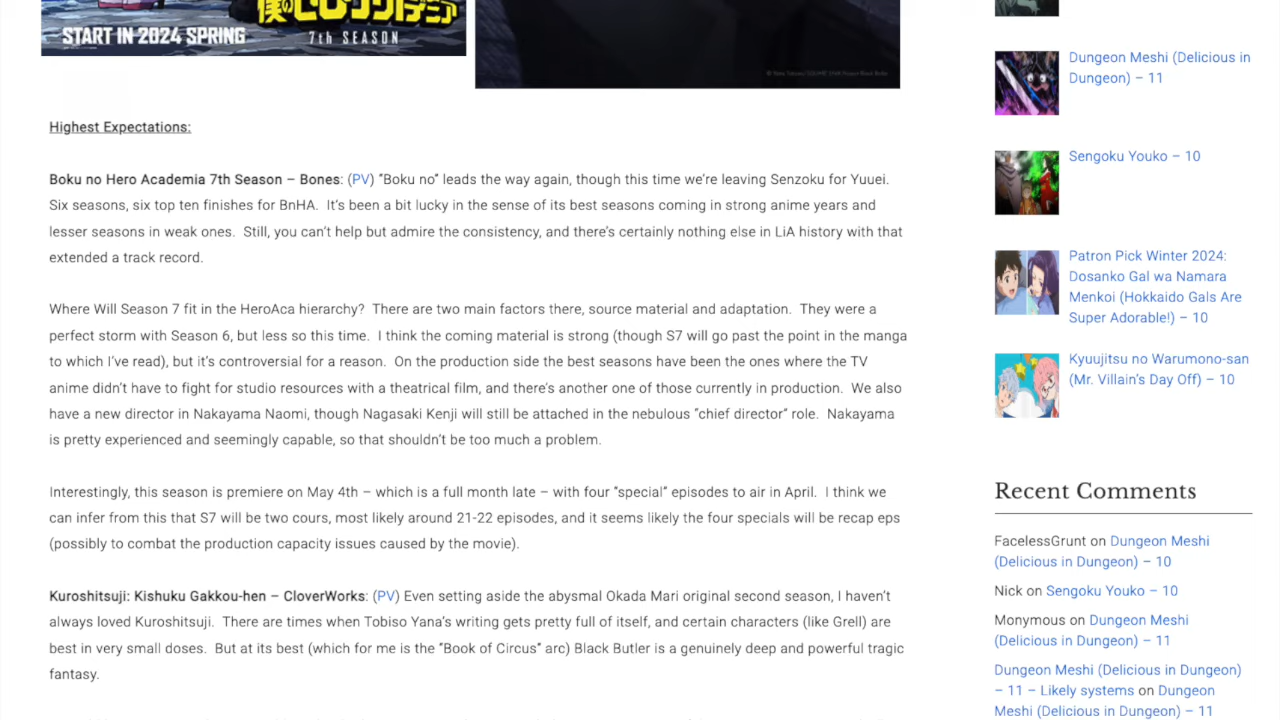 僕のヒーローアカデミア
START IN 2024 SPRING
7th SEASON
Highest Expectations:
Boku no Hero Academia 7th Season – Bones: (PV) “Boku no” leads the way again, though this time we’re leaving Senzoku for Yuuei.
Six seasons, six top ten finishes for BnHA.  It’s been a bit lucky in the sense of its best seasons coming in strong anime years and
lesser seasons in weak ones.  Still, you can’t help but admire the consistency, and there’s certainly nothing else in LiA history with that
extended a track record.
Where Will Season 7 fit in the HeroAca hierarchy?  There are two main factors there, source material and adaptation.  They were a
perfect storm with Season 6, but less so this time.  I think the coming material is strong (though S7 will go past the point in the manga
to which I’ve read), but it’s controversial for a reason.  On the production side the best seasons have been the ones where the TV
anime didn’t have to fight for studio resources with a theatrical film, and there’s another one of those currently in production.  We also
have a new director in Nakayama Naomi, though Nagasaki Kenji will still be attached in the nebulous “chief director” role.  Nakayama
is pretty experienced and seemingly capable, so that shouldn’t be too much a problem.
Interestingly, this season is premiere on May 4th – which is a full month late – with four “special” episodes to air in April.  I think we
can infer from this that S7 will be two cours, most likely around 21-22 episodes, and it seems likely the four specials will be recap eps
(possibly to combat the production capacity issues caused by the movie).
Kuroshitsuji: Kishuku Gakkou-hen – CloverWorks: (PV) Even setting aside the abysmal Okada Mari original second season, I haven’t
always loved Kuroshitsuji.  There are times when Tobiso Yana’s writing gets pretty full of itself, and certain characters (like Grell) are
best in very small doses.  But at its best (which for me is the “Book of Circus” arc) Black Butler is a genuinely deep and powerful tragic
fantasy.
Dungeon Meshi (Delicious in
Dungeon) – 11
Sengoku Youko – 10
Patron Pick Winter 2024:
Dosanko Gal wa Namara
Menkoi (Hokkaido Gals Are
Super Adorable!) – 10
Kyuujitsu no Warumono-san
(Mr. Villain’s Day Off) – 10
Recent Comments
FacelessGrunt on Dungeon Meshi
(Delicious in Dungeon) – 10
Nick on Sengoku Youko – 10
Monymous on Dungeon Meshi
(Delicious in Dungeon) – 11
Dungeon Meshi (Delicious in Dungeon)
– 11 – Likely systems on Dungeon
Meshi (Delicious in Dungeon) – 11